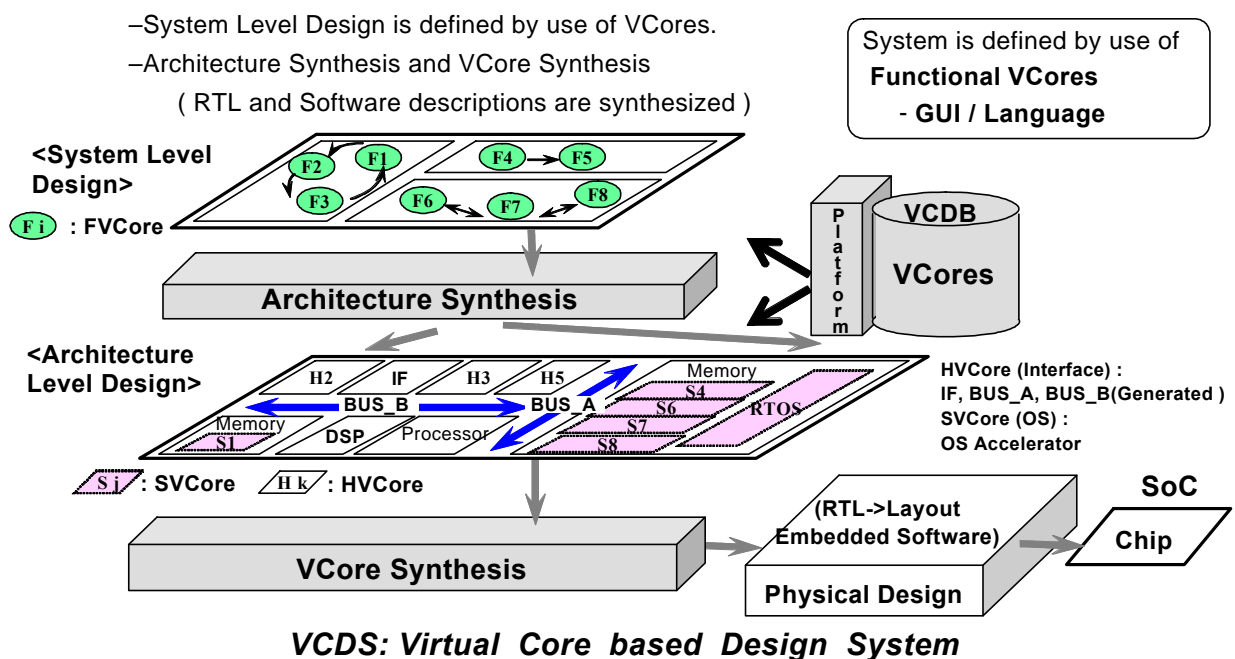 –System Level Design is defined by use of VCores.
–Architecture Synthesis and VCore Synthesis
( RTL and Software descriptions are synthesized )
System is defined by use of
Functional VCores
- GUI / Language
<System Level
Design>
F i : FVCore
F2 F1
F3
F4 F5
F6 F7 F8
Platform
VCDB
VCores
Architecture Synthesis
<Architecture
Level Design>
H2 IF H3 H5
BUS_B BUS_A
Memory
S1
DSP
Processor
Memory
S4
S6
S7
S8
RTOS
HVCore (Interface) :
IF, BUS_A, BUS_B(Generated )
SVCore (OS) :
OS Accelerator
S j : SVCore H k : HVCore
VCore Synthesis
(RTL->Layout
Embedded Software)
Physical Design
SoC
Chip
VCDS: Virtual Core based Design System